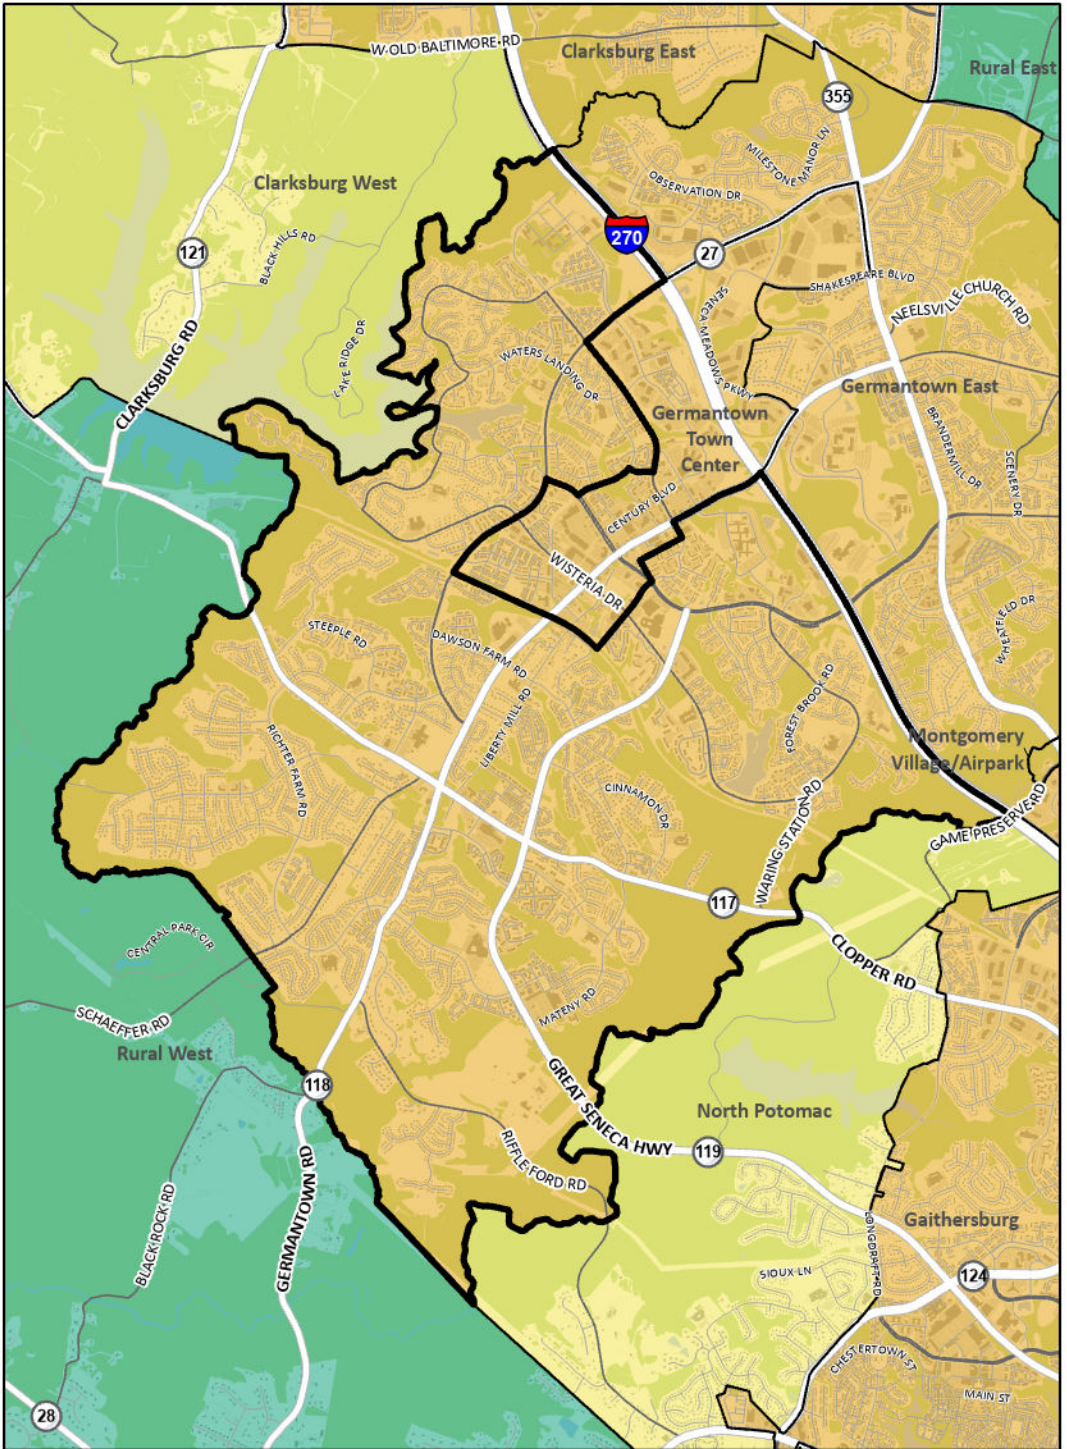 W OLD BALTIMORE RD
Clarksburg East
Rural East
355
MILESTONE MANOR LN
OBSERVATION DR
Clarksburg West
270
27
121
BLACK HILLS RD
SHAKESPEARE BLVD
NEELSVILLE CHURCH RD
SENECA MEADOWS PKWY
LAKE RIDGE DR
CLARKSBURG RD
WATERS LANDING DR
Germantown East
Germantown
Town
Center
BRANDERMILL DR
SCENERY DR
CENTURY BLVD
WISTERIA DR
WHEATFIELD DR
STEEPLE RD
DAWSON FARM RD
FOREST BROOK RD
LIBERTY MILL RD
RICHTER FARM RD
Montgomery
Village/Airpark
CINNAMON DR
WARING STATION RD
GAME PRESERVE RD
117
CENTRAL PARK CIR
CLOPPER RD
MATENY RD
SCHAEFFER RD
Rural West
118
GREAT SENECA HWY
North Potomac
119
RIFFLE FORD RD
BLACK ROCK RD
GERMANTOWN RD
LONGDRAFT RD
Gaithersburg
SIOUX LN
124
CHESTERTOWN ST
MAIN ST
28